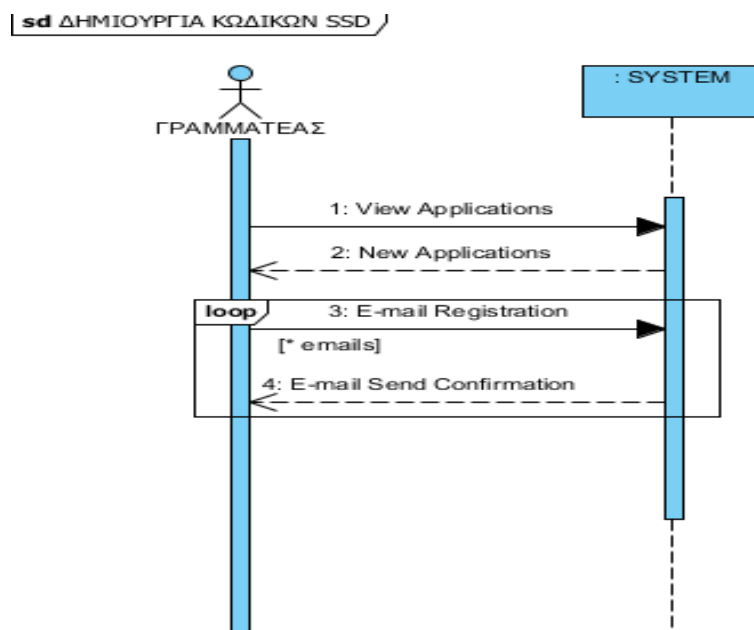 sd ΔΗΜΙΟΥΡΓΙΑ ΚΩΔΙΚΩΝ SSD
: SYSTEM
ΓΡΑΜΜΑΤΕΑΣ
1: View Applications
2: New Applications
loop
3: E-mail Registration
[* emails]
4: E-mail Send Confirmation